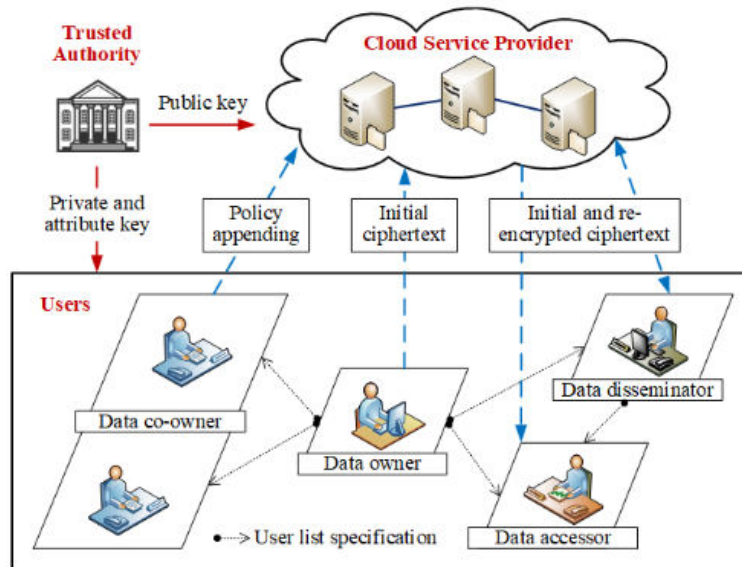 Trusted
Authority
Cloud Service Provider
Public key
Private and
attribute key
Policy
appending
Initial
ciphertext
Initial and re-
encrypted ciphertext
Users
Data co-owner
Data owner
Data disseminator
Data accessor
User list specification